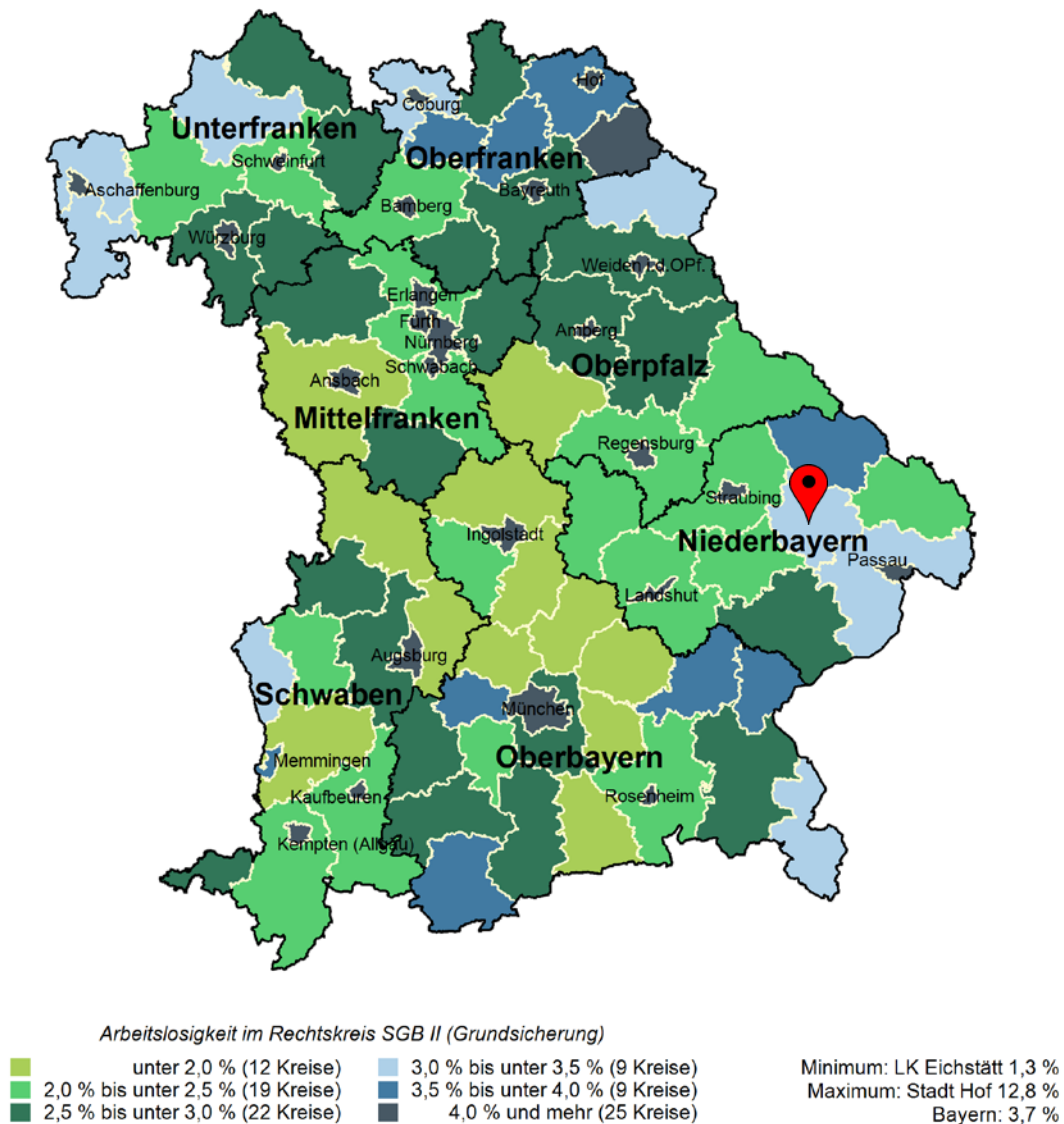 Hof
Coburg
Unterfranken
Oberfranken
Schweinfurt
Aschaffenburg
Bayreuth
Bamberg
Würzburg
Weiden i.d.OPf.
Erlangen
Fürth
Amberg
Nürnberg
Schwabach
Oberpfalz
Ansbach
Mittelfranken
Regensburg
Straubing
Ingolstadt
Niederbayern
Passau
Landshut
Augsburg
Schwaben
München
Oberbayern
Memmingen
Kaufbeuren
Rosenheim
Kempten (Allgäu)
Arbeitslosigkeit im Rechtskreis SGB II (Grundsicherung)
unter 2,0 % (12 Kreise)
2,0 % bis unter 2,5 % (19 Kreise)
2,5 % bis unter 3,0 % (22 Kreise)
3,0 % bis unter 3,5 % (9 Kreise)
3,5 % bis unter 4,0 % (9 Kreise)
4,0 % und mehr (25 Kreise)
Minimum: LK Eichstätt 1,3 %
Maximum: Stadt Hof 12,8 %
Bayern: 3,7 %